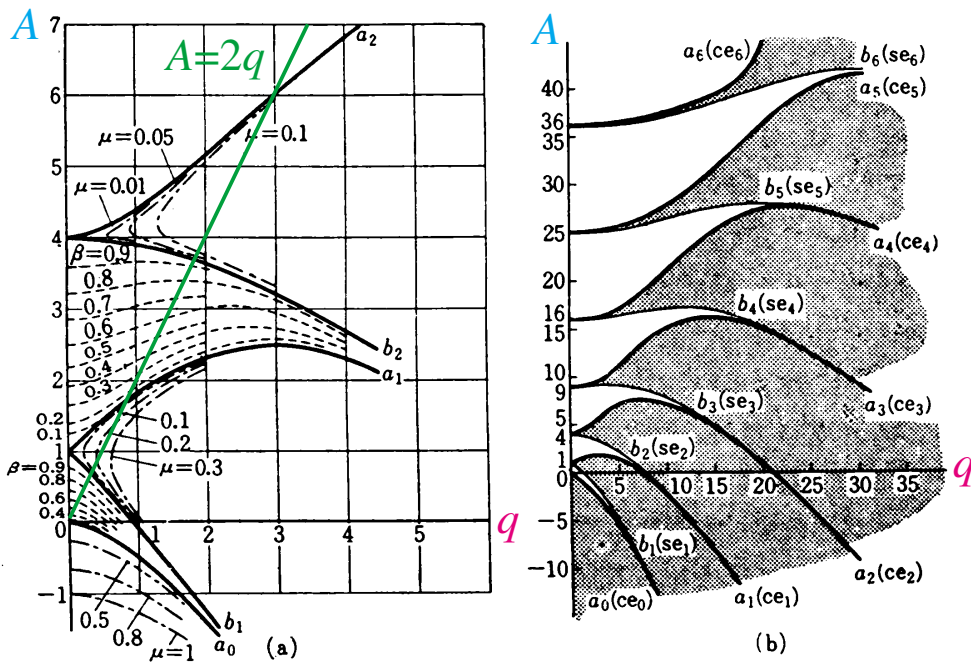 A
7
6
5
4
3
2
1
0
−1
A=2q
a₂
μ=0.1
μ=0.05
μ=0.01
β=0.9
0.8
0.7
0.6
0.5
0.4
0.3
0.2
0.1
b₂
a₁
0.1
0.2
μ=0.3
β=0.9
0.8
0.6
0.4
1 2 3 4 5
q
0.5
0.8
μ=1
b₁
a₀
(a)
A
40
36
35
30
25
20
16
15
10
9
5
4
1
0
−5
−10
a₆(ce₆)
b₆(se₆)
a₅(ce₅)
b₅(se₅)
a₄(ce₄)
b₄(se₄)
a₃(ce₃)
b₃(se₃)
b₂(se₂)
5 10 15 20 25 30 35
q
b₁(se₁)
a₂(ce₂)
a₀(ce₀)
a₁(ce₁)
(b)